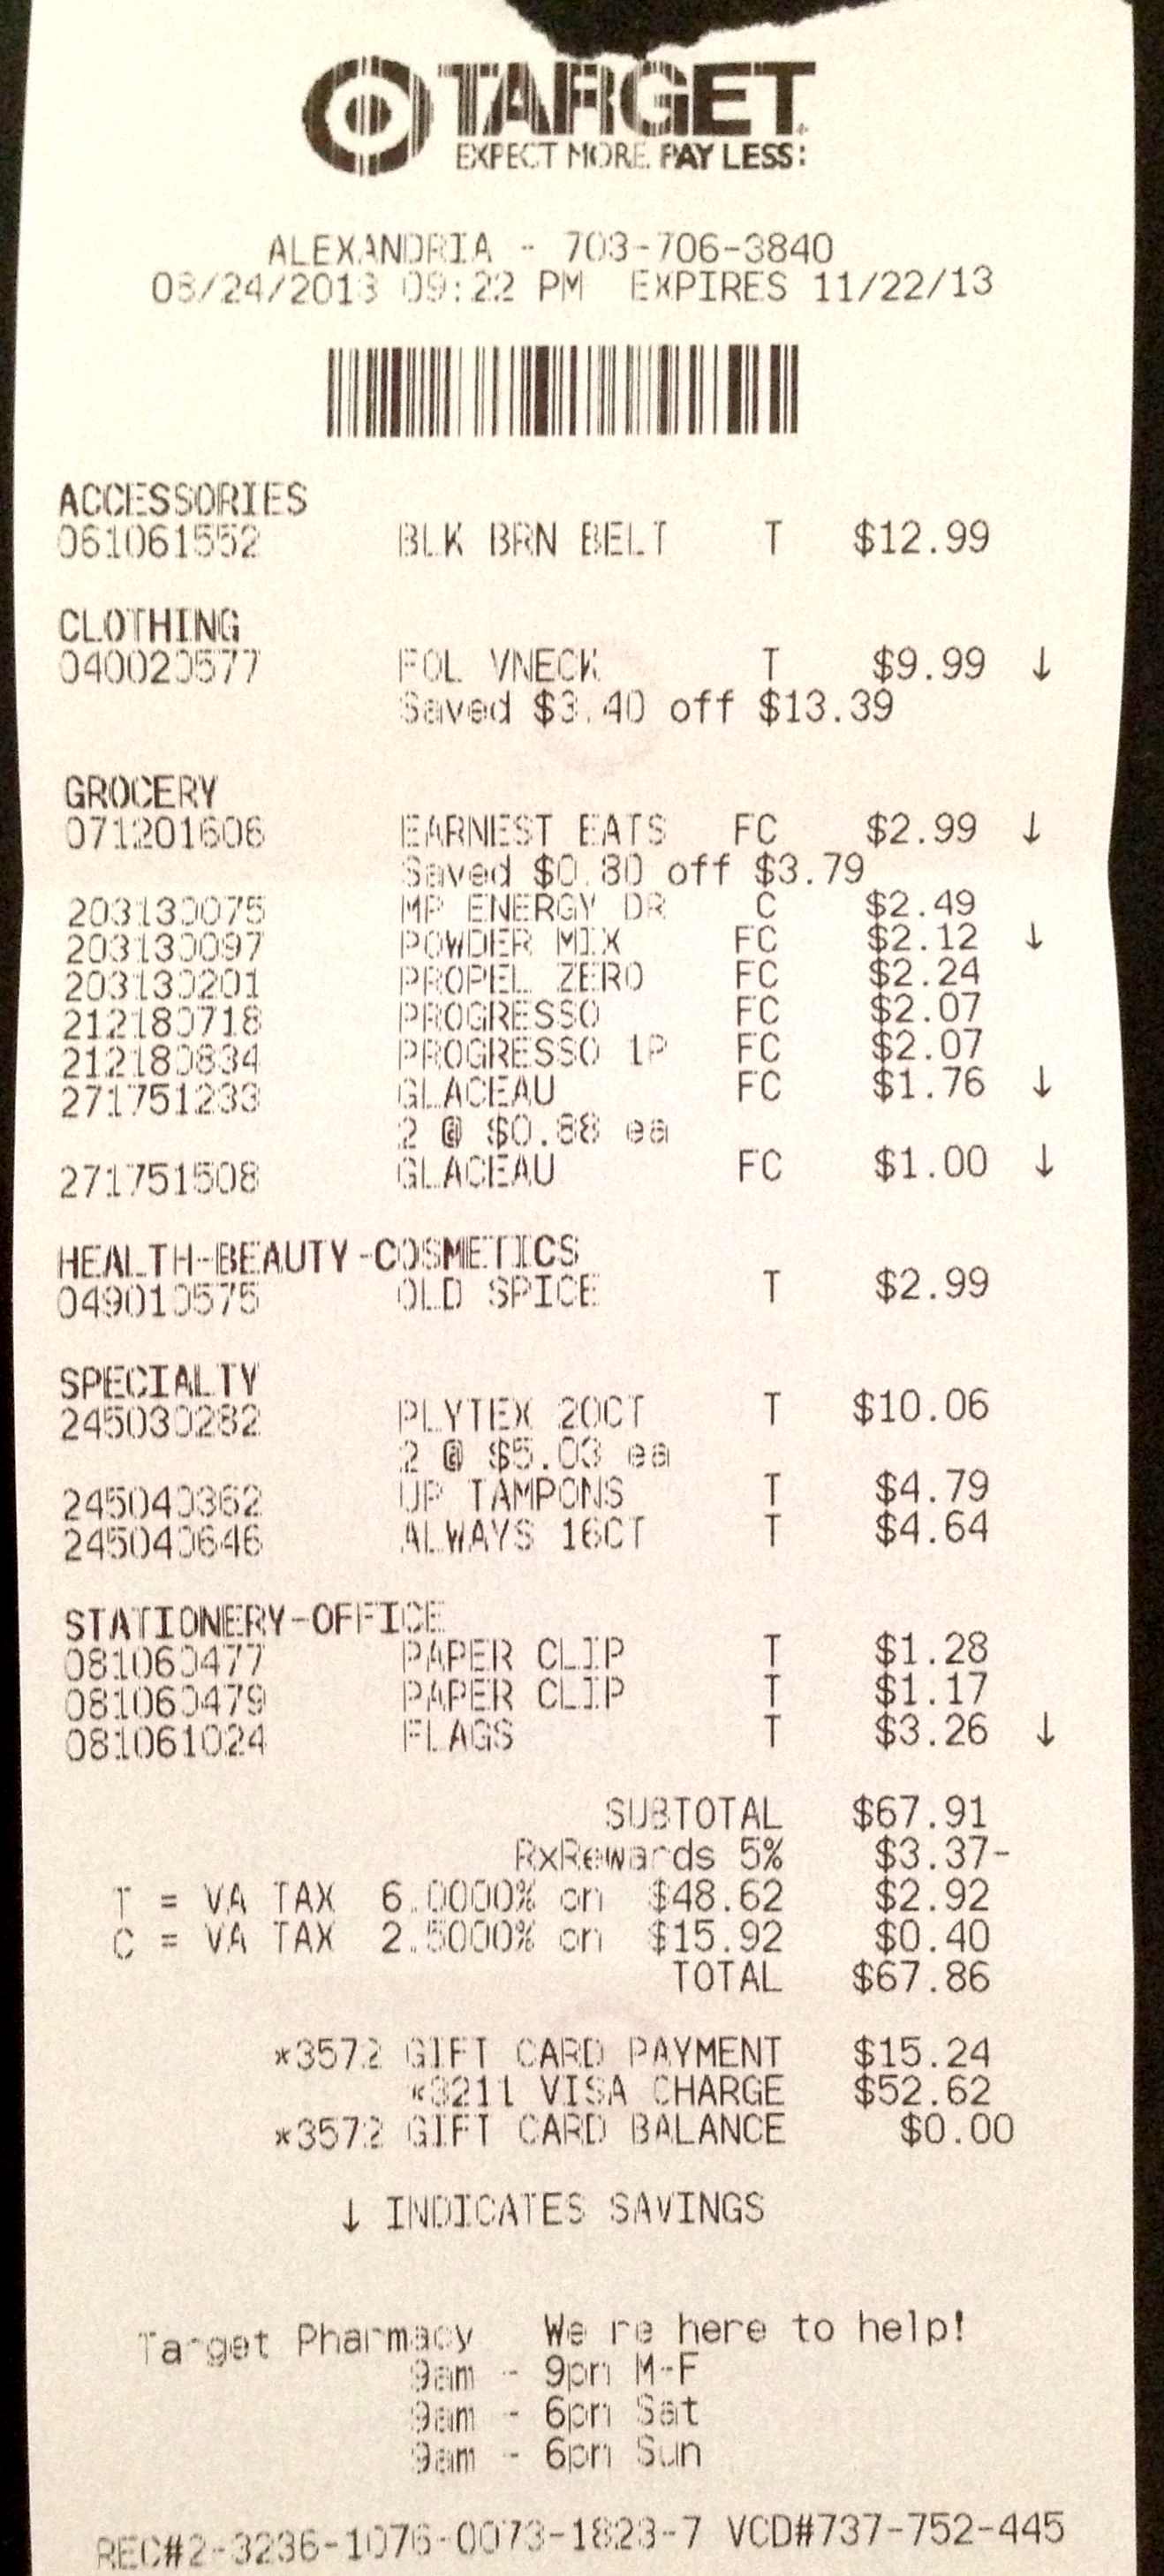 TARGET
EXPECT MORE. PAY LESS.
ALEXANDRIA - 703-706-3840
08/24/2013 09:22 PM EXPIRES 11/22/13
ACCESSORIES
061061552 BLK BRN BELT T $12.99
CLOTHING
040020577 FOL VNECK T $9.99 ↓
Saved $3.40 off $13.39
GROCERY
071201606 EARNEST EATS FC $2.99 ↓
Saved $0.80 off $3.79
203130075 MP ENERGY DR C $2.49
203130097 POWDER MIX FC $2.12 ↓
203130201 PROPEL ZERO FC $2.24
212180718 PROGRESSO FC $2.07
212180834 PROGRESSO 1P FC $2.07
271751233 GLACEAU FC $1.76 ↓
2 @ $0.88 ea
271751508 GLACEAU FC $1.00 ↓
HEALTH-BEAUTY-COSMETICS
049010575 OLD SPICE T $2.99
SPECIALTY
245030282 PLYTEX 20CT T $10.06
2 @ $5.03 ea
245040362 UP TAMPONS T $4.79
245040646 ALWAYS 16CT T $4.64
STATIONERY-OFFICE
081060477 PAPER CLIP T $1.28
081060479 PAPER CLIP T $1.17
081061024 FLAGS T $3.26 ↓
SUBTOTAL $67.91
RxRewards 5% $3.37-
T = VA TAX 6.0000% on $48.62 $2.92
C = VA TAX 2.5000% on $15.92 $0.40
TOTAL $67.86
*3572 GIFT CARD PAYMENT $15.24
*3211 VISA CHARGE $52.62
*3572 GIFT CARD BALANCE $0.00
↓ INDICATES SAVINGS
Target Pharmacy We re here to help!
9am - 9pm M-F
9am - 6pm Sat
9am - 6pm Sun
REC#2-3236-1076-0073-1823-7 VCD#737-752-445